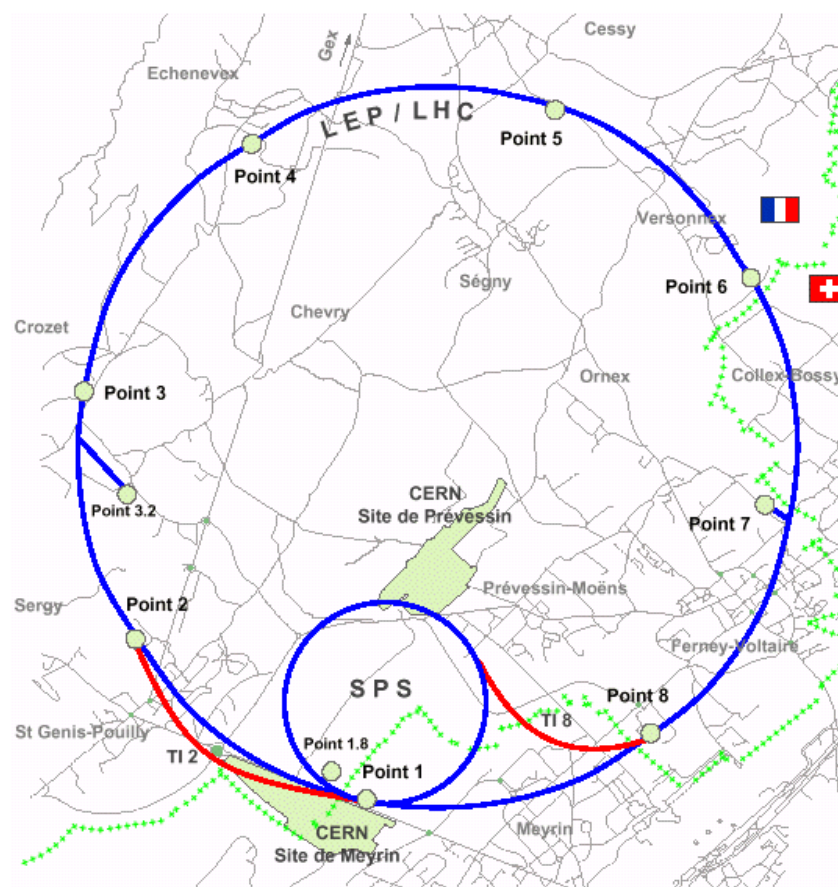 Cessy
Gex
Echenevex
LEP / LHC
Point 5
Point 4
Versonnex
Point 6
Ségny
Chevry
Crozet
Ornex
Collex-Bossy
Point 3
CERN
Site de Prévessin
Point 3.2
Point 7
Prévessin-Moëns
Sergy
Point 2
Ferney-Voltaire
SPS
Point 8
TI 8
St Genis-Pouilly
Point 1.8
TI 2
Point 1
CERN
Site de Meyrin
Meyrin